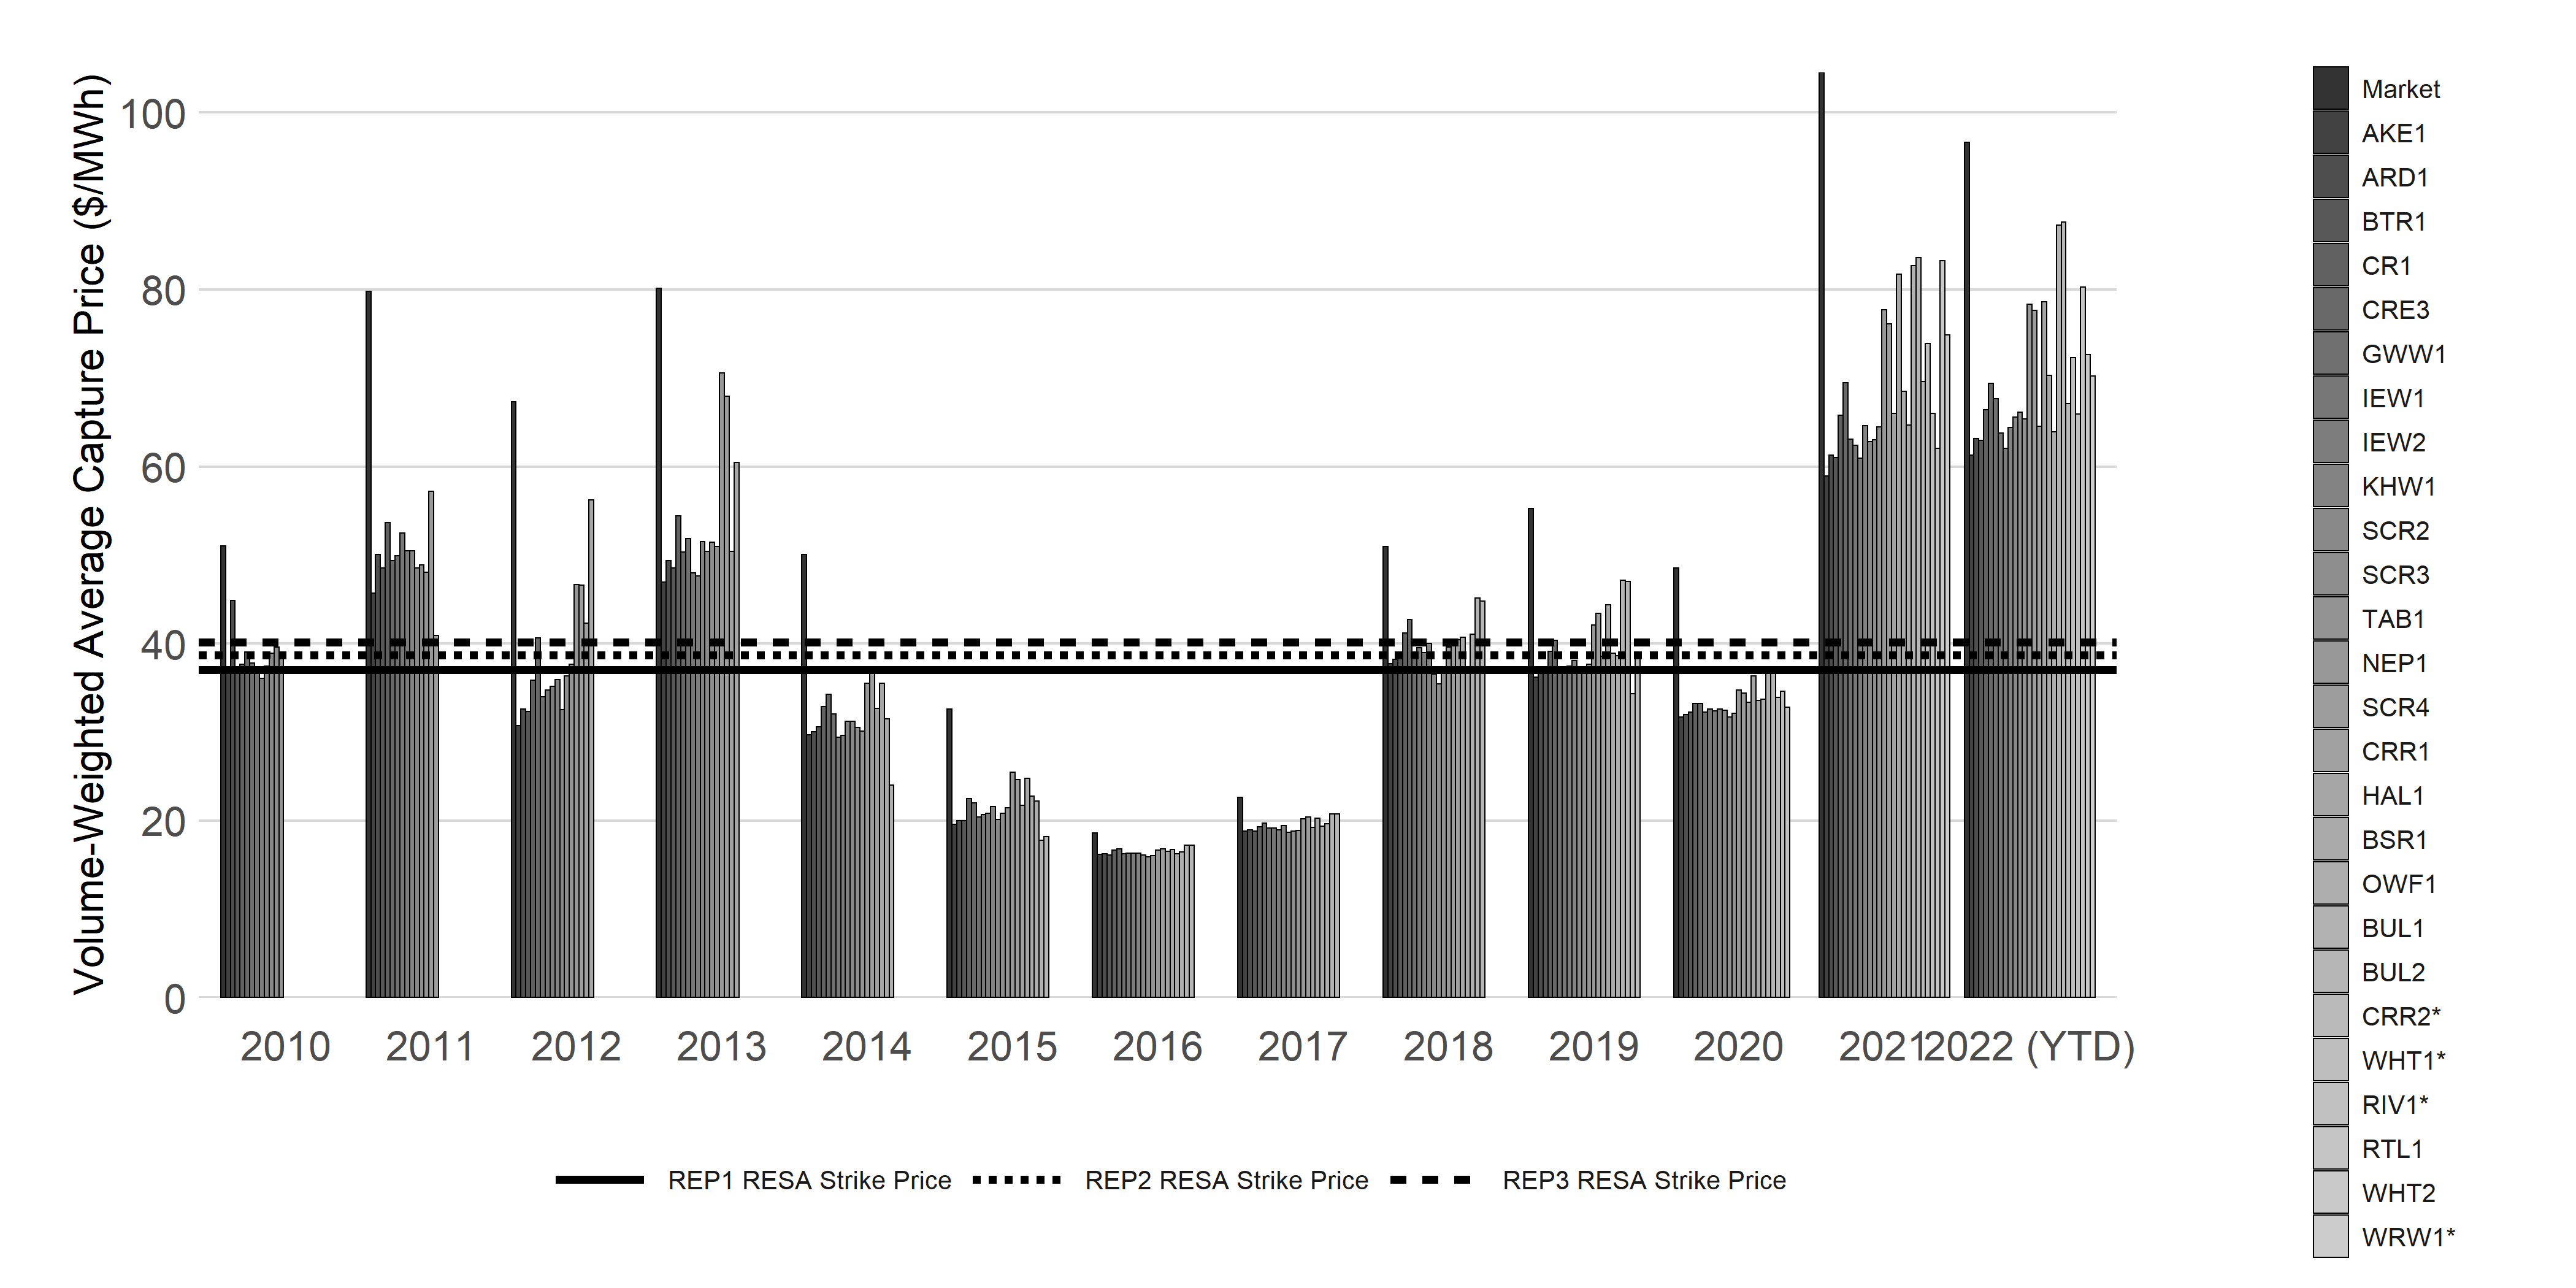 Volume-Weighted Average Capture Price ($/MWh)
100
80
60
40
20
0
2010
2011
2012
2013
2014
2015
2016
2017
2018
2019
2020
2021
2022 (YTD)
REP1 RESA Strike Price
REP2 RESA Strike Price
REP3 RESA Strike Price
Market
AKE1
ARD1
BTR1
CR1
CRE3
GWW1
IEW1
IEW2
KHW1
SCR2
SCR3
TAB1
NEP1
SCR4
CRR1
HAL1
BSR1
OWF1
BUL1
BUL2
CRR2*
WHT1*
RIV1*
RTL1
WHT2
WRW1*